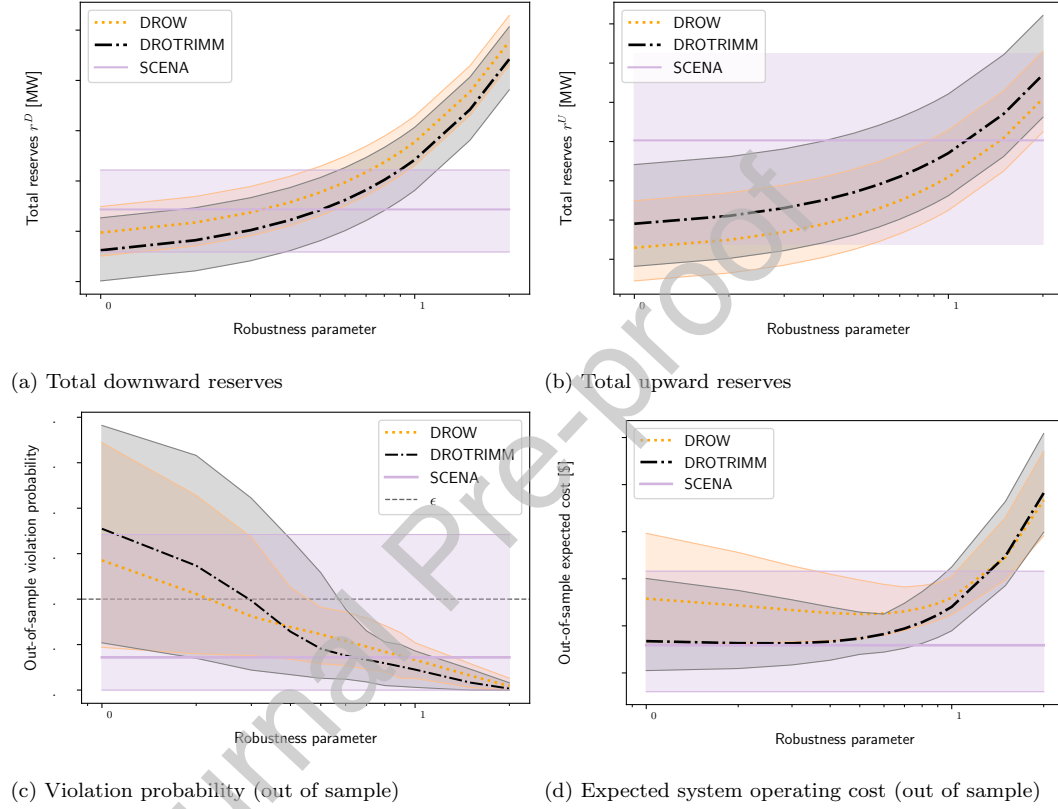 DROW
DROTRIMM
SCENA
Total reserves r^D [MW]
0
1
Robustness parameter
(a) Total downward reserves
DROW
DROTRIMM
SCENA
Total reserves r^U [MW]
0
1
Robustness parameter
(b) Total upward reserves
DROW
DROTRIMM
SCENA
ϵ
Out-of-sample violation probability
0
1
Robustness parameter
(c) Violation probability (out of sample)
DROW
DROTRIMM
SCENA
Out-of-sample expected cost [$]
0
1
Robustness parameter
(d) Expected system operating cost (out of sample)
urnal Pre-proof